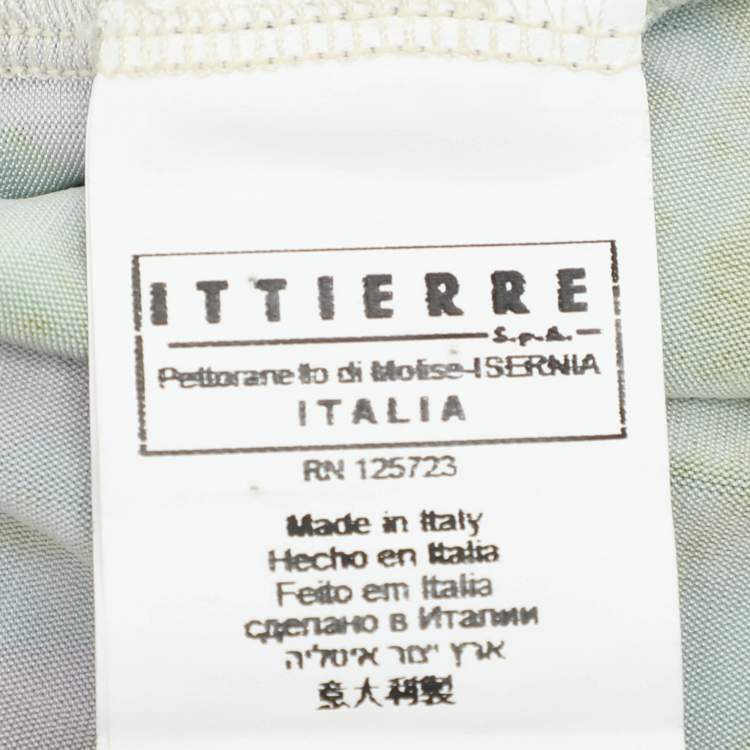 ITTIERRE
S.p.A.
Pettoranello di Molise-ISERNIA
ITALIA
RN 125723
Made in Italy
Hecho en Italia
Feito em Italia
сделано в Италии
ארץ ייצור איטליה
意大利製